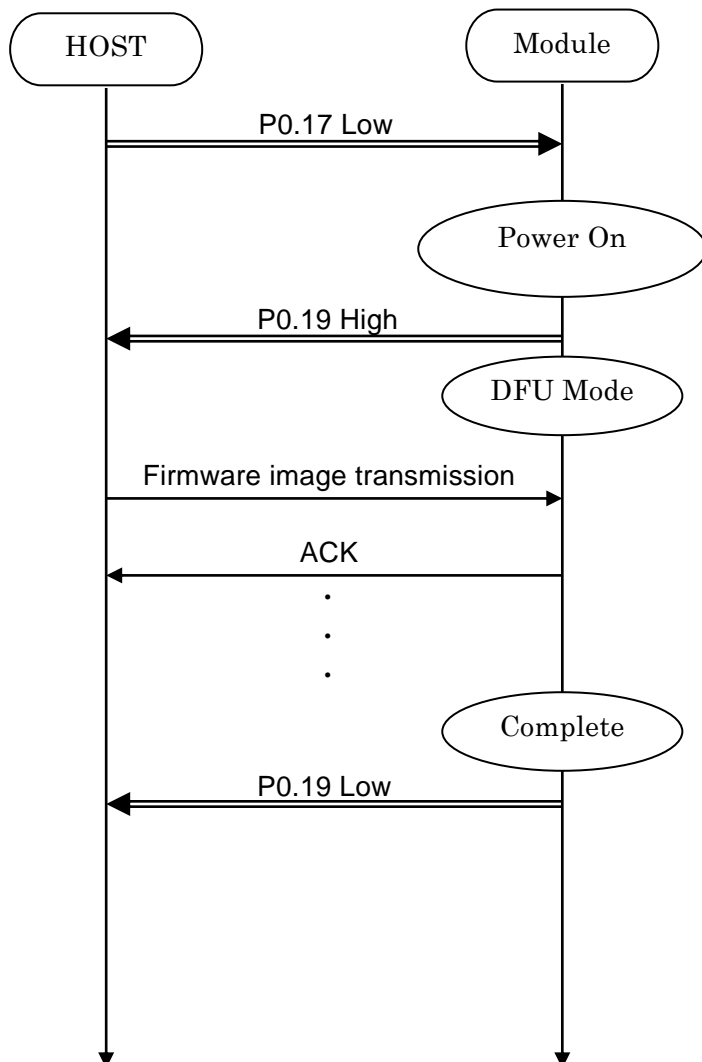 HOST
Module
P0.17 Low
Power On
P0.19 High
DFU Mode
Firmware image transmission
ACK
Complete
P0.19 Low